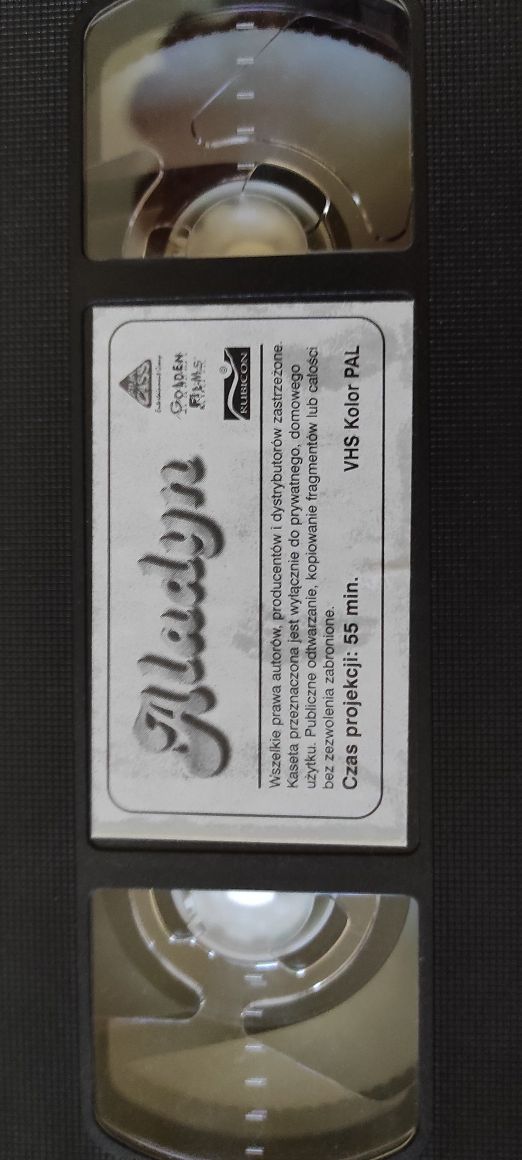 Aladyn
GOLDEN
FILMS
RUBICON
®
Wszelkie prawa autorów, producentów i dystrybutorów zastrzeżone.
Kaseta przeznaczona jest wyłącznie do prywatnego, domowego
użytku. Publiczne odtwarzanie, kopiowanie fragmentów lub całości
bez zezwolenia zabronione.
Czas projekcji: 55 min. VHS Kolor PAL